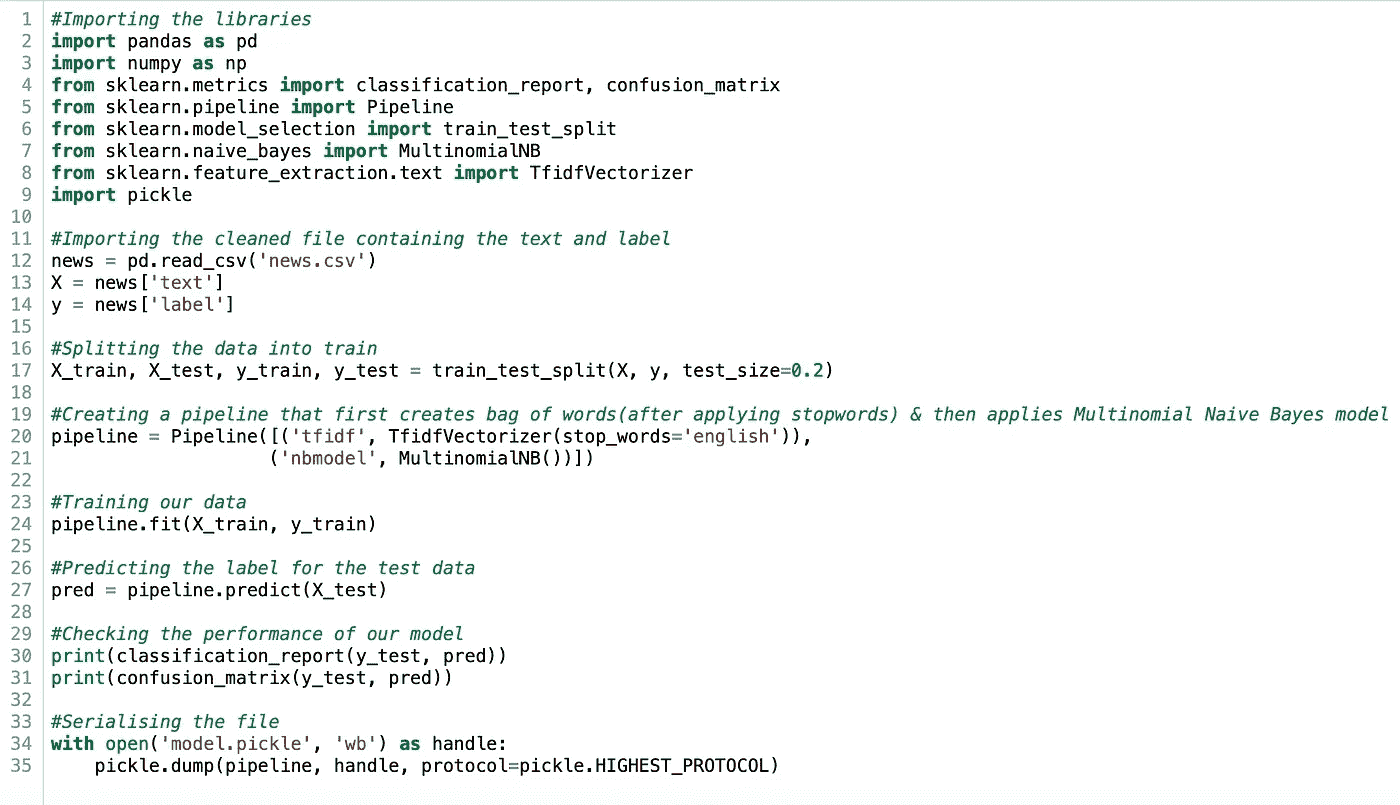 1 #Importing the libraries
2 import pandas as pd
3 import numpy as np
4 from sklearn.metrics import classification_report, confusion_matrix
5 from sklearn.pipeline import Pipeline
6 from sklearn.model_selection import train_test_split
7 from sklearn.naive_bayes import MultinomialNB
8 from sklearn.feature_extraction.text import TfidfVectorizer
9 import pickle
10
11 #Importing the cleaned file containing the text and label
12 news = pd.read_csv('news.csv')
13 X = news['text']
14 y = news['label']
15
16 #Splitting the data into train
17 X_train, X_test, y_train, y_test = train_test_split(X, y, test_size=0.2)
18
19 #Creating a pipeline that first creates bag of words(after applying stopwords) & then applies Multinomial Naive Bayes model
20 pipeline = Pipeline([('tfidf', TfidfVectorizer(stop_words='english')),
21                     ('nbmodel', MultinomialNB())])
22
23 #Training our data
24 pipeline.fit(X_train, y_train)
25
26 #Predicting the label for the test data
27 pred = pipeline.predict(X_test)
28
29 #Checking the performance of our model
30 print(classification_report(y_test, pred))
31 print(confusion_matrix(y_test, pred))
32
33 #Serialising the file
34 with open('model.pickle', 'wb') as handle:
35     pickle.dump(pipeline, handle, protocol=pickle.HIGHEST_PROTOCOL)